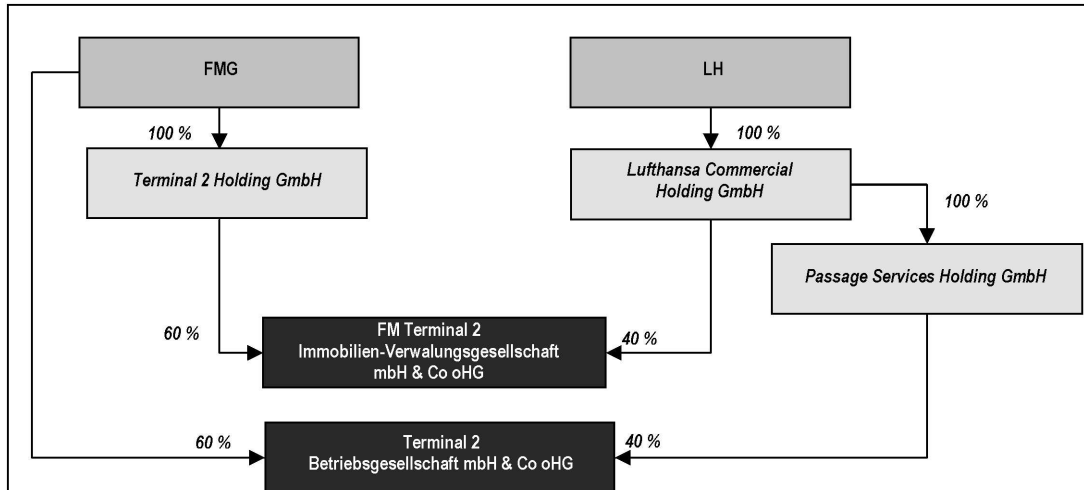 FMG
LH
100 %
100 %
Terminal 2 Holding GmbH
Lufthansa Commercial
Holding GmbH
100 %
Passage Services Holding GmbH
60 %
FM Terminal 2
Immobilien-Verwalungsgesellschaft
mbH & Co oHG
40 %
60 %
Terminal 2
Betriebsgesellschaft mbH & Co oHG
40 %